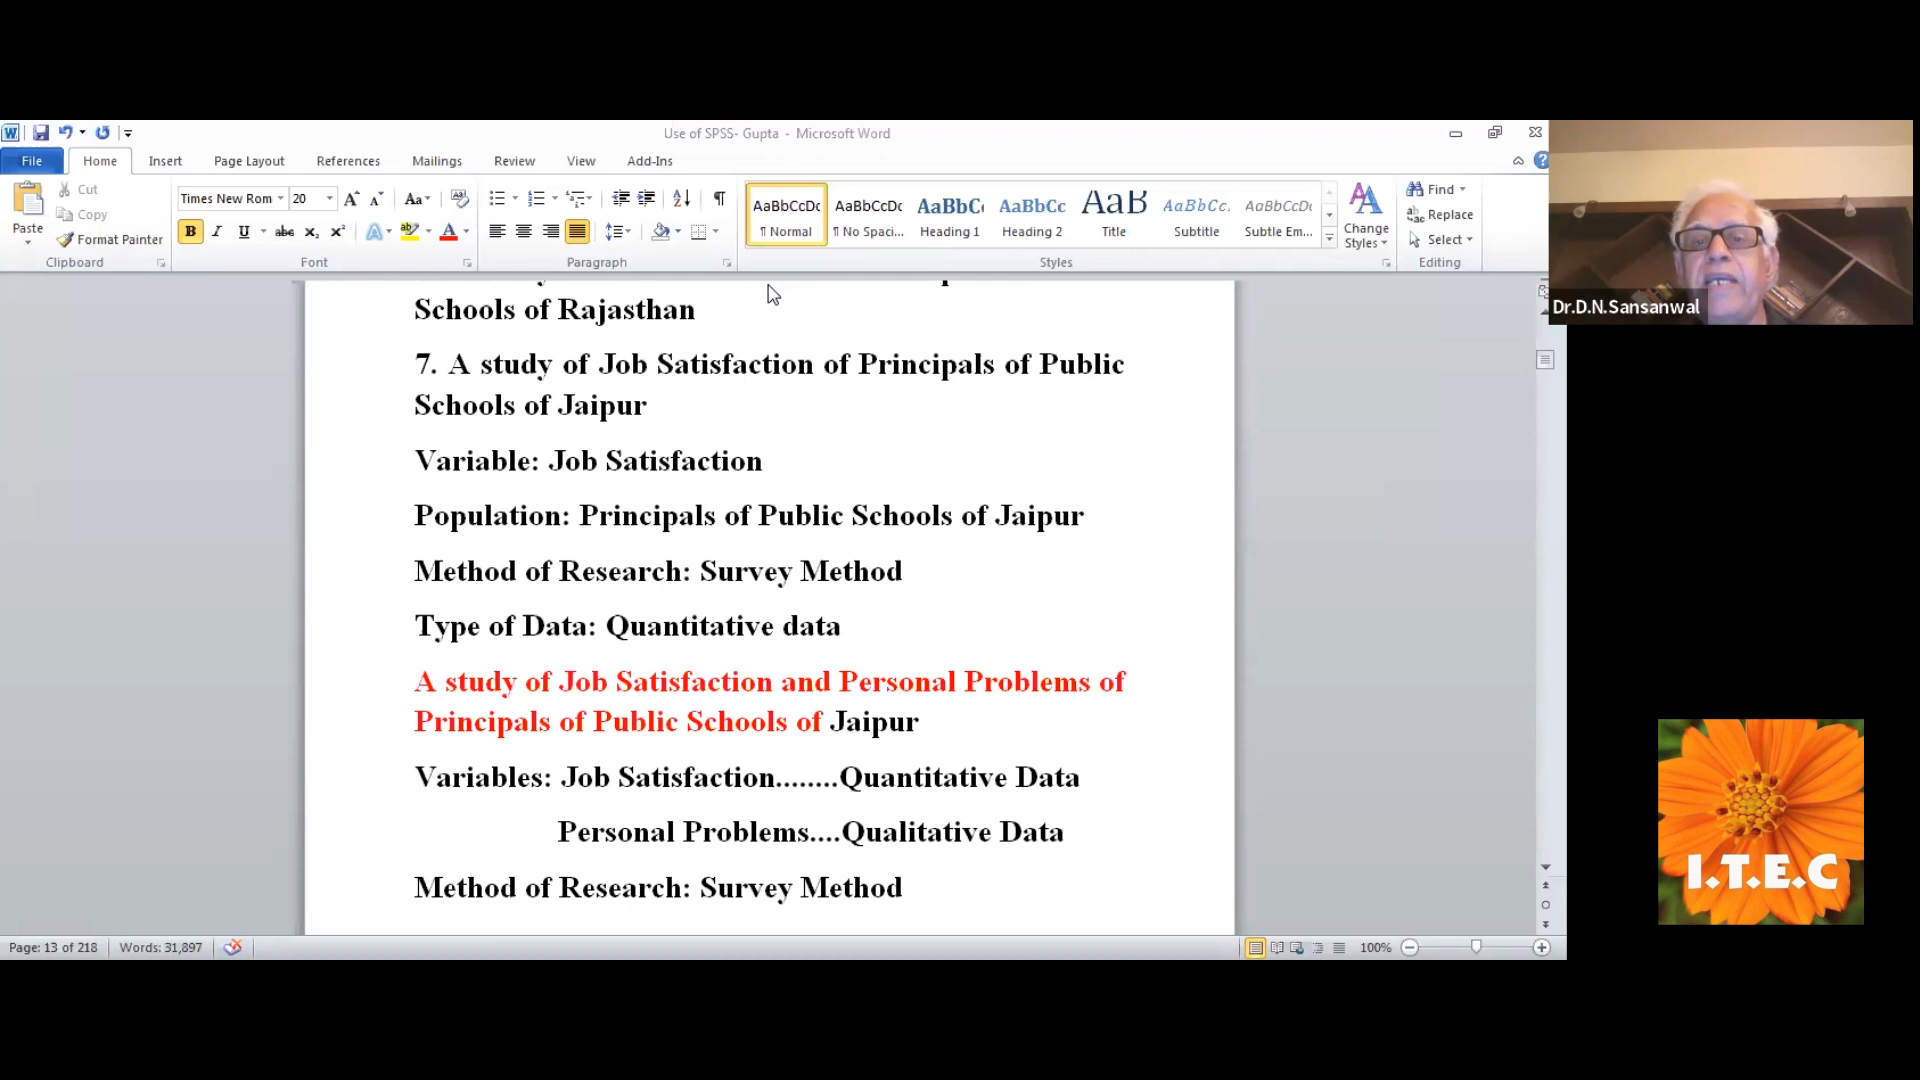 Use of SPSS- Gupta - Microsoft Word
File Home Insert Page Layout References Mailings Review View Add-Ins
Paste
Cut
Copy
Format Painter
Clipboard
Times New Rom 20
Font
Paragraph
AaBbCcDc AaBbCcDc AaBbC AaBbCc AaB AaBbCc. AaBbCcDc
¶ Normal ¶ No Spaci... Heading 1 Heading 2 Title Subtitle Subtle Em...
Change
Styles
Styles
Find
Replace
Select
Editing
Schools of Rajasthan
7. A study of Job Satisfaction of Principals of Public
Schools of Jaipur
Variable: Job Satisfaction
Population: Principals of Public Schools of Jaipur
Method of Research: Survey Method
Type of Data: Quantitative data
A study of Job Satisfaction and Personal Problems of
Principals of Public Schools of Jaipur
Variables: Job Satisfaction........Quantitative Data
Personal Problems....Qualitative Data
Method of Research: Survey Method
Page: 13 of 218 Words: 31,897
100%
Dr.D.N.Sansanwal
I.T.E.C